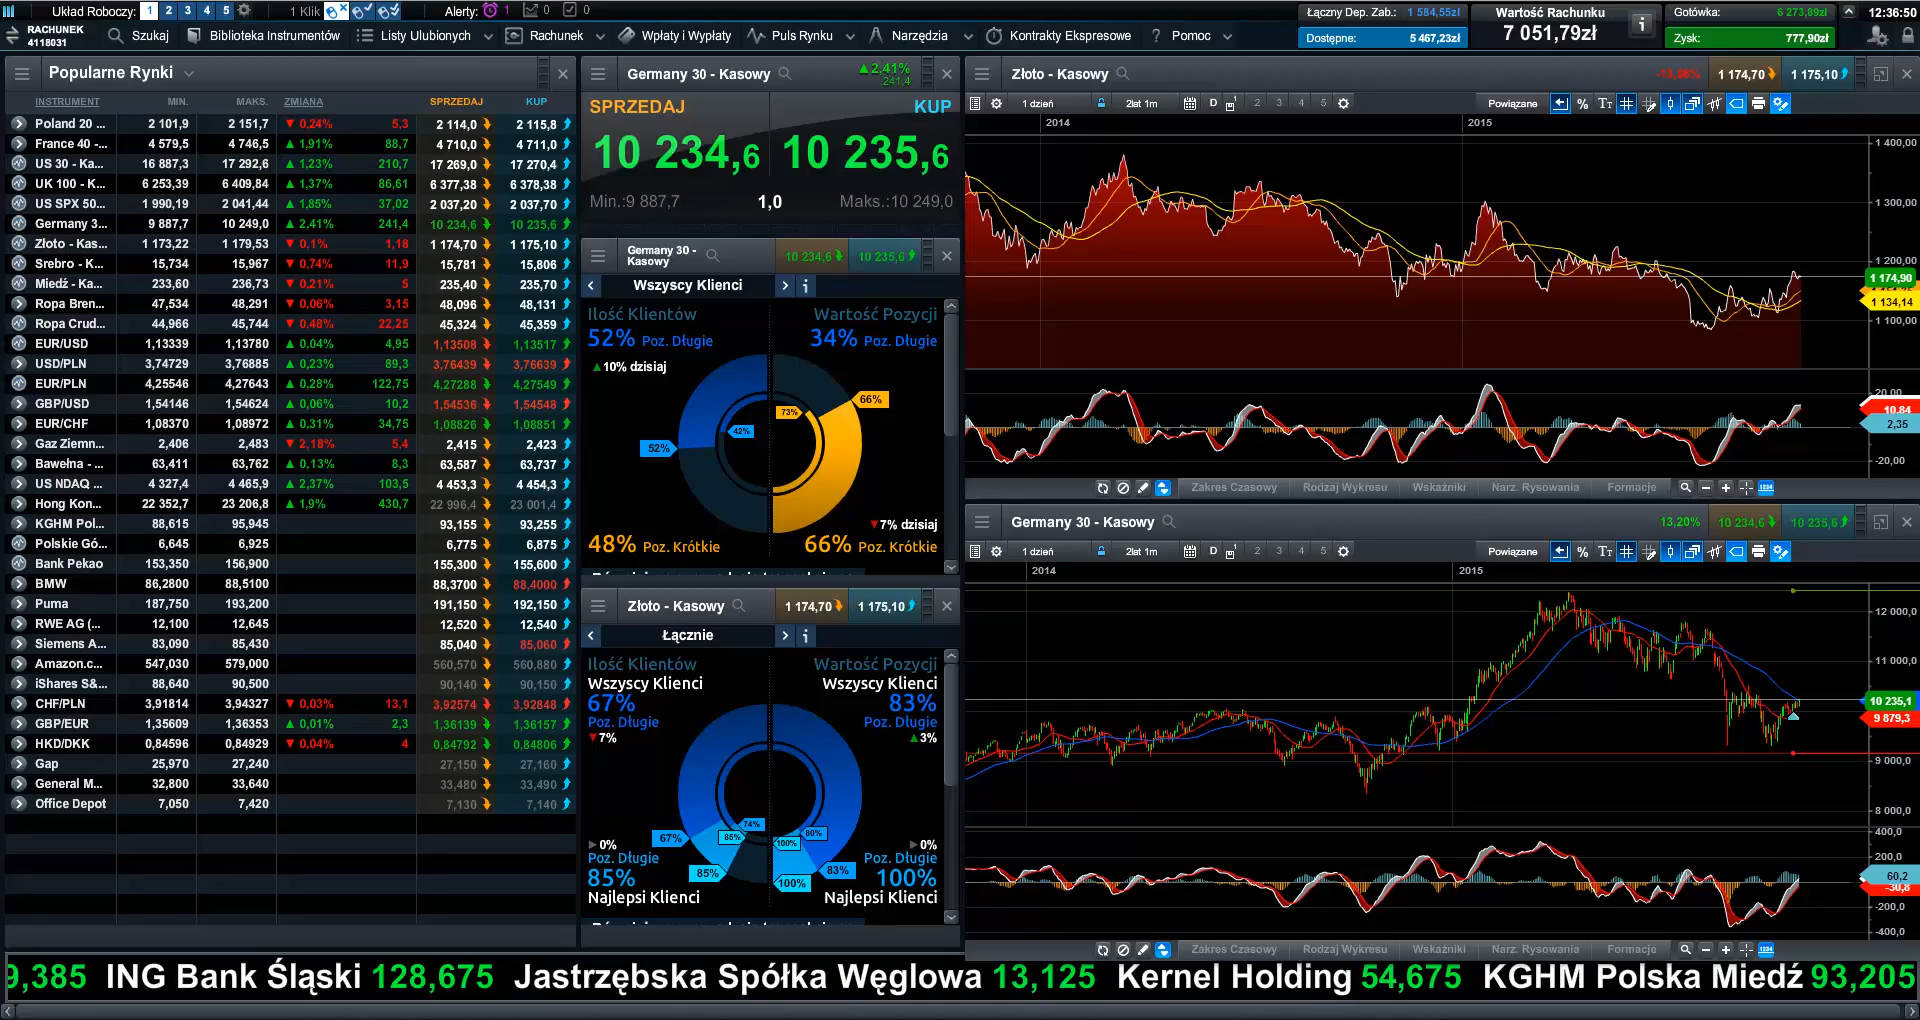 Układ Roboczy: 1 2 3 4 5
1 Klik
Alerty: 1 0 0
Łączny Dep. Zab.: 1 584,55zł
Dostępne: 5 467,23zł
Wartość Rachunku
7 051,79zł
Gotówka: 6 273,89zł
Zysk: 777,90zł
12:36:50
RACHUNEK
4118031
Szukaj
Biblioteka Instrumentów
Listy Ulubionych
Rachunek
Wpłaty i Wypłaty
Puls Rynku
Narzędzia
Kontrakty Ekspresowe
Pomoc
Popularne Rynki
INSTRUMENT MIN. MAKS. ZMIANA SPRZEDAJ KUP
Poland 20 ... 2 101,9 2 151,7 0,24% 5,3 2 114,0 2 115,8
France 40 -... 4 579,5 4 746,5 1,91% 88,7 4 710,0 4 711,0
US 30 - Ka... 16 887,3 17 292,6 1,23% 210,7 17 269,0 17 270,4
UK 100 - K... 6 253,39 6 409,84 1,37% 86,61 6 377,38 6 378,38
US SPX 50... 1 990,19 2 041,44 1,85% 37,02 2 037,20 2 037,70
Germany 3... 9 887,7 10 249,0 2,41% 241,4 10 234,6 10 235,6
Złoto - Kas... 1 173,22 1 179,53 0,1% 1,18 1 174,70 1 175,10
Srebro - K... 15,734 15,967 0,74% 11,9 15,781 15,806
Miedź - Ka... 233,60 236,73 0,21% 5 235,40 235,70
Ropa Bren... 47,534 48,291 0,06% 3,15 48,096 48,131
Ropa Crud... 44,966 45,744 0,48% 22,25 45,324 45,359
EUR/USD 1,13339 1,13780 0,04% 4,95 1,13508 1,13517
USD/PLN 3,74729 3,76885 0,23% 89,3 3,76439 3,76639
EUR/PLN 4,25546 4,27643 0,28% 122,75 4,27288 4,27549
GBP/USD 1,54146 1,54624 0,06% 10,2 1,54536 1,54548
EUR/CHF 1,08370 1,08972 0,31% 34,75 1,08826 1,08851
Gaz Ziemn... 2,406 2,483 2,18% 5,4 2,415 2,423
Bawełna - ... 63,411 63,762 0,13% 8,3 63,587 63,737
US NDAQ ... 4 327,4 4 465,9 2,37% 103,5 4 453,3 4 454,3
Hong Kon... 22 352,7 23 206,8 1,9% 430,7 22 996,4 23 001,4
KGHM Pol... 88,615 95,945 93,155 93,255
Polskie Gó... 6,645 6,925 6,775 6,875
Bank Pekao 153,350 156,900 155,300 155,600
BMW 86,2800 88,5100 88,3700 88,4000
Puma 187,750 193,200 191,150 192,150
RWE AG (... 12,100 12,645 12,520 12,540
Siemens A... 83,090 85,430 85,040 85,060
Amazon.c... 547,030 579,000 560,570 560,880
iShares S&... 88,640 90,500 90,140 90,150
CHF/PLN 3,91814 3,94327 0,03% 13,1 3,92574 3,92848
GBP/EUR 1,35609 1,36353 0,01% 2,3 1,36139 1,36157
HKD/DKK 0,84596 0,84929 0,04% 4 0,84792 0,84806
Gap 25,970 27,240 27,150 27,160
General M... 32,800 33,640 33,480 33,490
Office Depot 7,050 7,420 7,130 7,140
Germany 30 - Kasowy 2,41%
241,4
SPRZEDAJ KUP
10 234,6 10 235,6
Min.:9 887,7 1,0 Maks.:10 249,0
Germany 30 - Kasowy 10 234,6 10 235,6
Wszyscy Klienci
Ilość Klientów Wartość Pozycji
52% Poz. Długie 34% Poz. Długie
10% dzisiaj
66%
73%
42%
52%
7% dzisiaj
48% Poz. Krótkie 66% Poz. Krótkie
Złoto - Kasowy 1 174,70 1 175,10
Łącznie
Ilość Klientów Wartość Pozycji
Wszyscy Klienci Wszyscy Klienci
67% 83%
Poz. Długie Poz. Długie
7% 3%
74%
67% 85% 100% 80%
0% 0%
Poz. Długie Poz. Długie
85% 83%
100%
85% 100%
Najlepsi Klienci Najlepsi Klienci
Złoto - Kasowy 1 174,70 1 175,10
1 dzień 2lat 1m D 1 2 3 4 5 Powiązane % TT
2014 2015
1 400,00
1 300,00
1 200,00
1 174,90
1 134,14
1 100,00
20,00
10,84
2,35
-20,00
Zakres Czasowy Rodzaj Wykresu Wskaźniki Narz. Rysowania Formacje
Germany 30 - Kasowy 13,20% 10 234,6 10 235,6
1 dzień 2lat 1m D 1 2 3 4 5 Powiązane % TT
2014 2015
12 000,0
11 000,0
10 235,1
9 879,3
9 000,0
8 000,0
400,0
200,0
60,2
-30,8
-200,0
-400,0
Zakres Czasowy Rodzaj Wykresu Wskaźniki Narz. Rysowania Formacje
9,385 ING Bank Śląski 128,675 Jastrzębska Spółka Węglowa 13,125 Kernel Holding 54,675 KGHM Polska Miedź 93,205